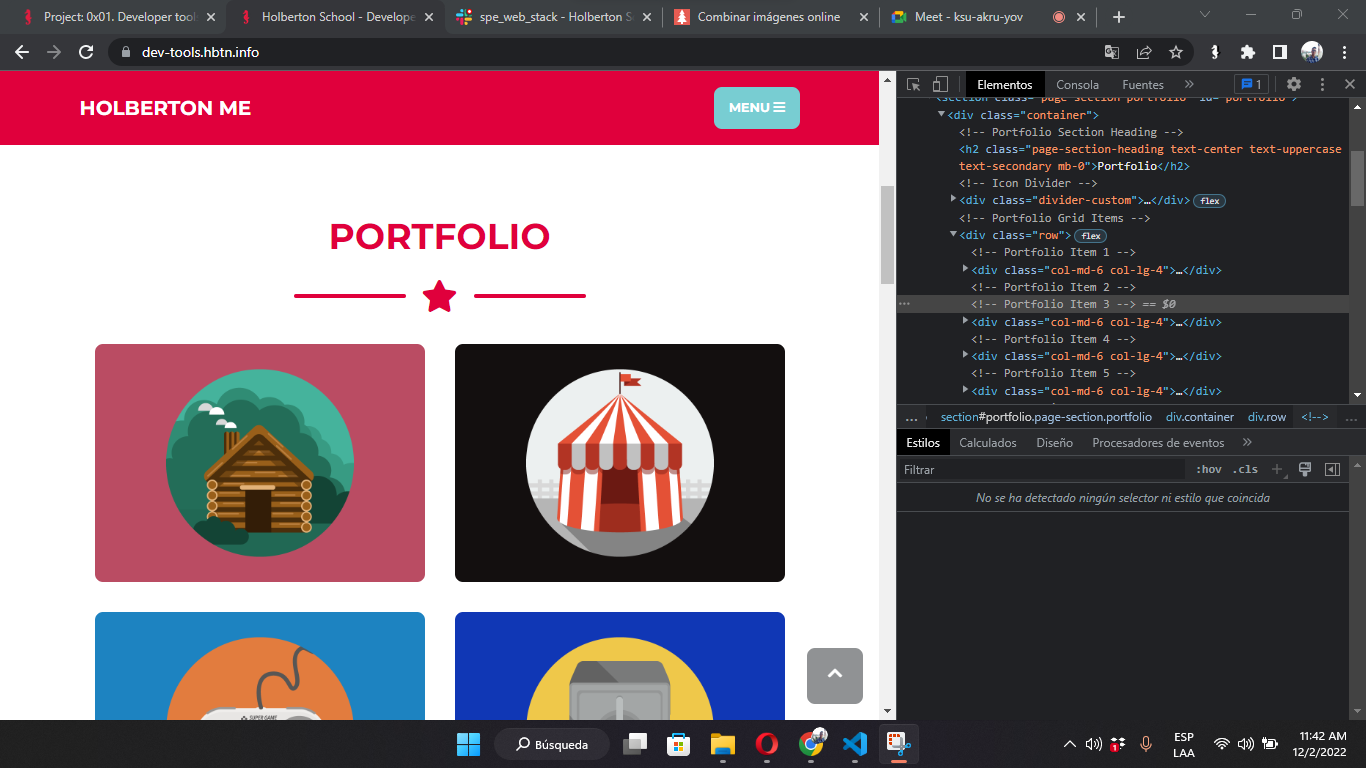 Project: 0x01. Developer tool
Holberton School - Develope
spe_web_stack - Holberton S
Combinar imágenes online
Meet - ksu-akru-yov
dev-tools.hbtn.info
HOLBERTON ME
MENU
PORTFOLIO
SUPER GAME
Elementos
Consola
Fuentes
1
<section class="page-section portfolio" id="portfolio">
<div class="container">
<!-- Portfolio Section Heading -->
<h2 class="page-section-heading text-center text-uppercase
text-secondary mb-0">Portfolio</h2>
<!-- Icon Divider -->
<div class="divider-custom">…</div> flex
<!-- Portfolio Grid Items -->
<div class="row"> flex
<!-- Portfolio Item 1 -->
<div class="col-md-6 col-lg-4">…</div>
<!-- Portfolio Item 2 -->
<!-- Portfolio Item 3 --> == $0
<div class="col-md-6 col-lg-4">…</div>
<!-- Portfolio Item 4 -->
<div class="col-md-6 col-lg-4">…</div>
<!-- Portfolio Item 5 -->
<div class="col-md-6 col-lg-4">…</div>
... section#portfolio.page-section.portfolio div.container div.row <!--> ...
Estilos Calculados Diseño Procesadores de eventos
Filtrar :hov .cls
No se ha detectado ningún selector ni estilo que coincida
Búsqueda
1
ESP
LAA
11:42 AM
12/2/2022